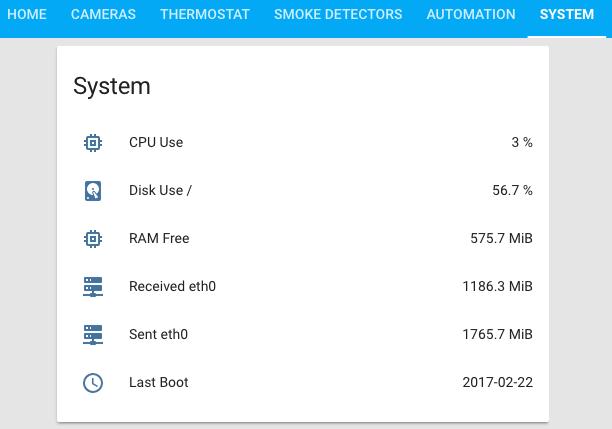 HOME CAMERAS THERMOSTAT SMOKE DETECTORS AUTOMATION SYSTEM
System
CPU Use 3 %
Disk Use / 56.7 %
RAM Free 575.7 MiB
Received eth0 1186.3 MiB
Sent eth0 1765.7 MiB
Last Boot 2017-02-22